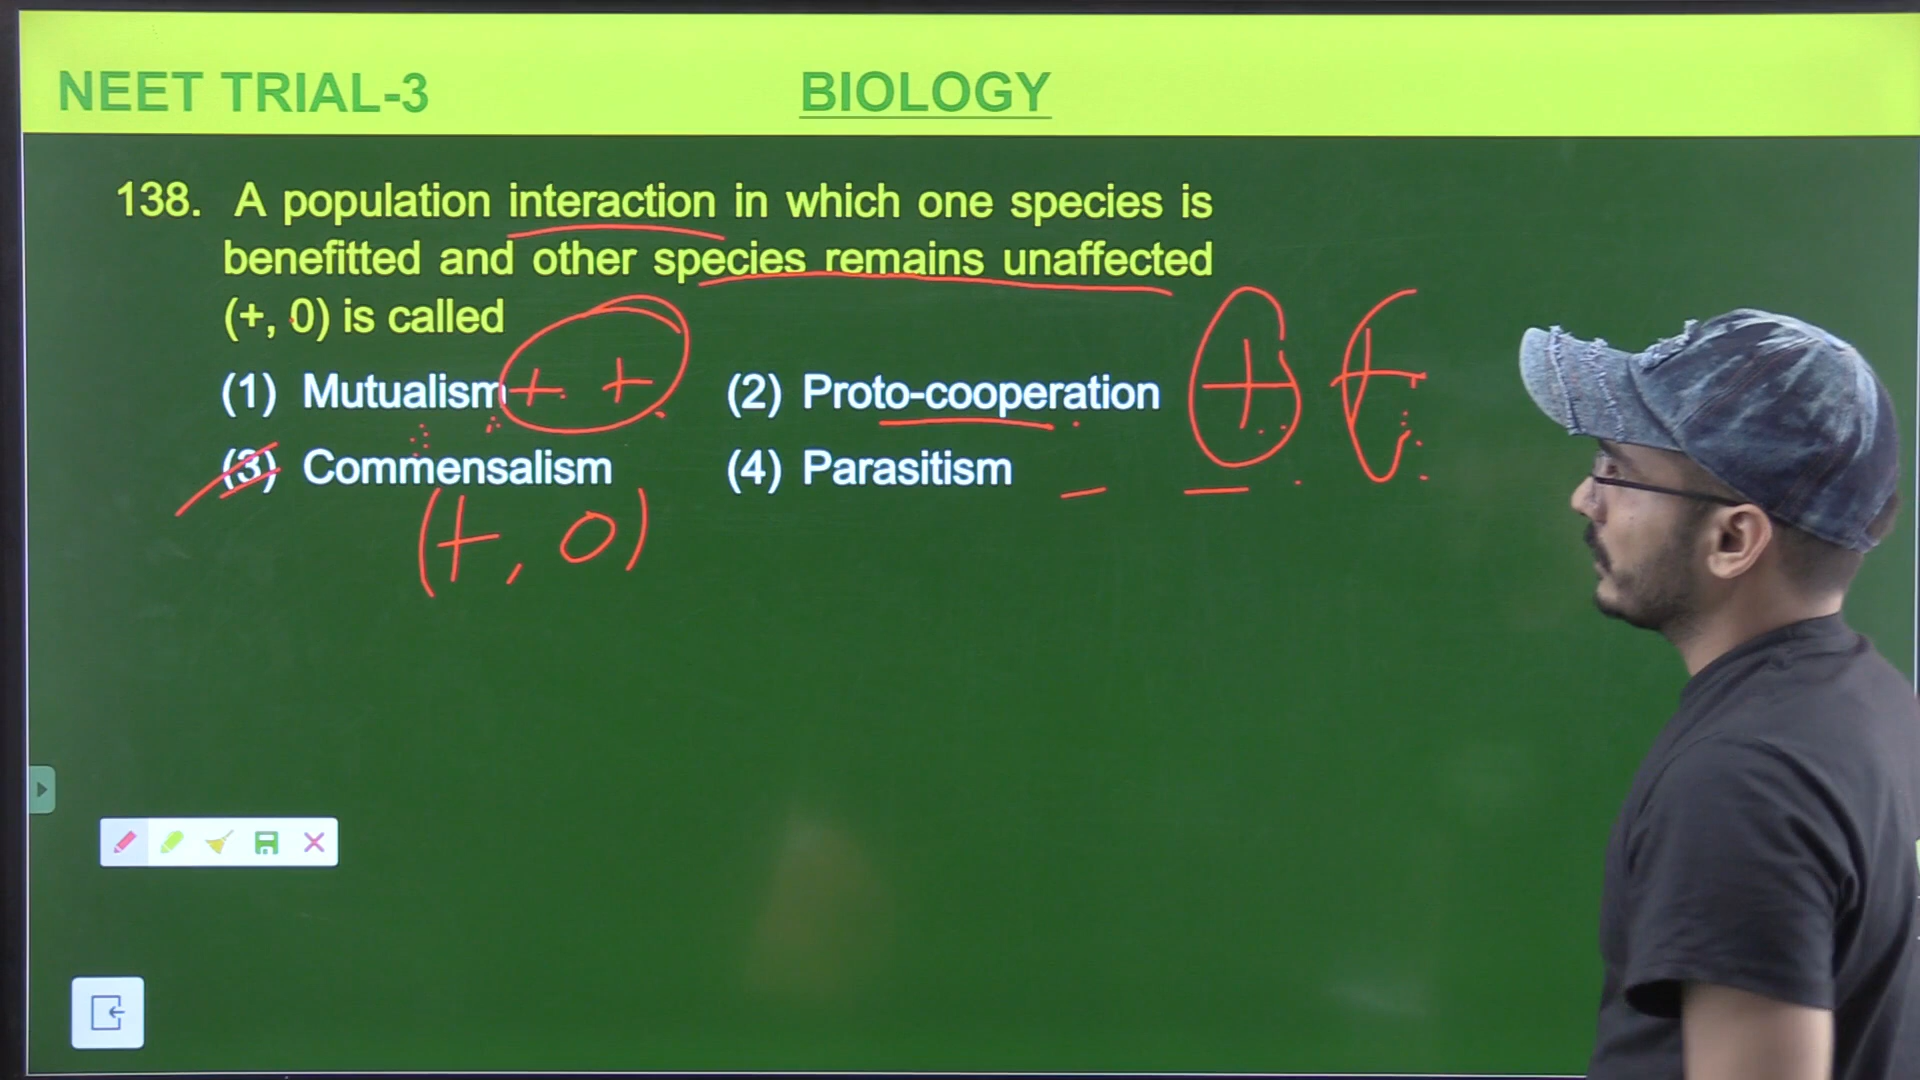 NEET TRIAL-3 BIOLOGY
138. A population interaction in which one species is
benefitted and other species remains unaffected
(+, 0) is called
(1) Mutualism + + (2) Proto-cooperation + +
(3) Commensalism (4) Parasitism — —
(+, 0)